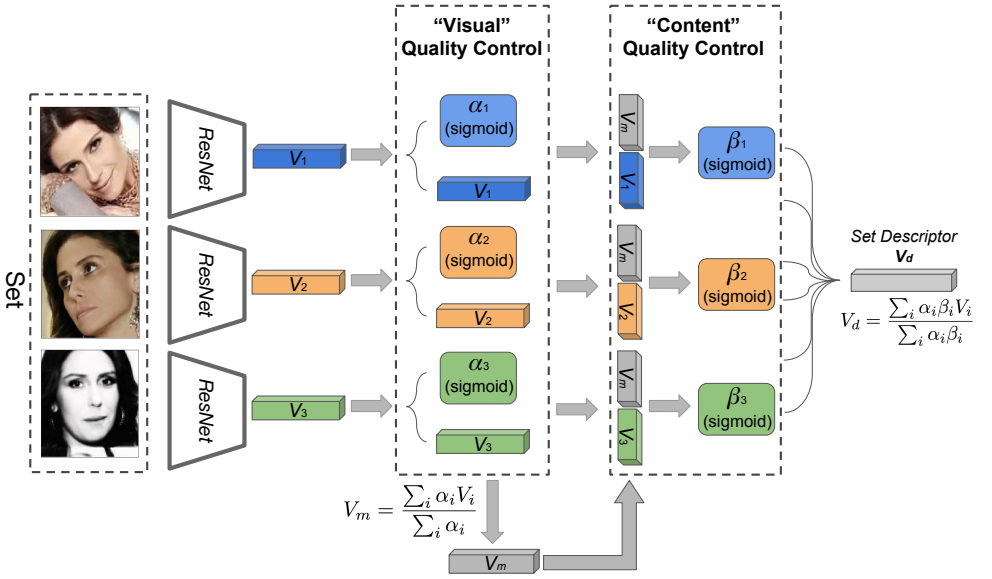 “Visual”
Quality Control
“Content”
Quality Control
Set
ResNet
V₁
α₁
(sigmoid)
V₁
Vₘ
V₁
β₁
(sigmoid)
ResNet
V₂
α₂
(sigmoid)
V₂
Vₘ
V₂
β₂
(sigmoid)
ResNet
V₃
α₃
(sigmoid)
V₃
Vₘ
V₃
β₃
(sigmoid)
Set Descriptor
V_d
V_d = ∑ᵢ αᵢβᵢVᵢ / ∑ᵢ αᵢβᵢ
Vₘ = ∑ᵢ αᵢVᵢ / ∑ᵢ αᵢ
Vₘ